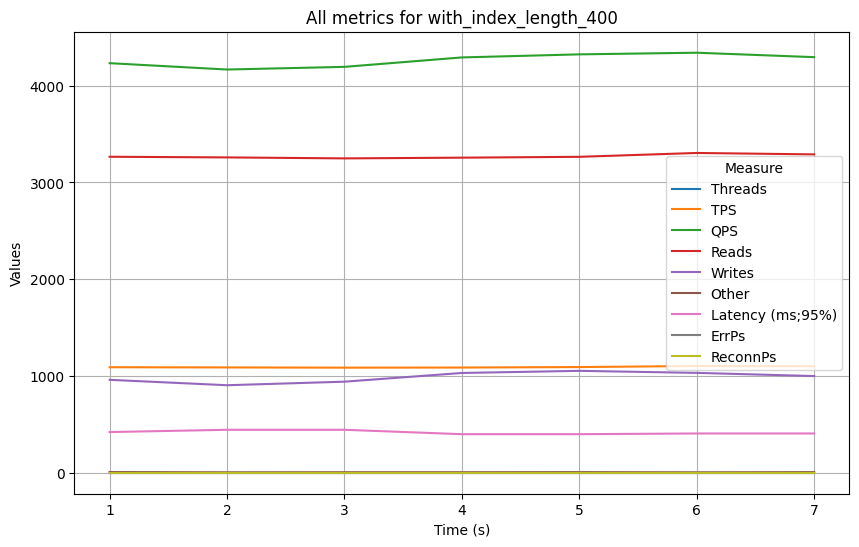 All metrics for with_index_length_400
Values
4000
3000
2000
1000
0
Measure
Threads
TPS
QPS
Reads
Writes
Other
Latency (ms;95%)
ErrPs
ReconnPs
1 2 3 4 5 6 7
Time (s)